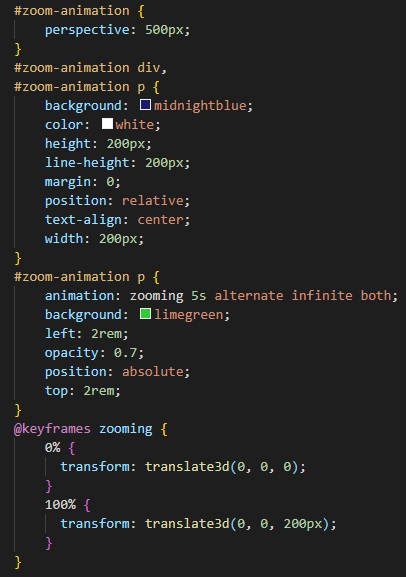 #zoom-animation {
    perspective: 500px;
}
#zoom-animation div,
#zoom-animation p {
    background: midnightblue;
    color: white;
    height: 200px;
    line-height: 200px;
    margin: 0;
    position: relative;
    text-align: center;
    width: 200px;
}
#zoom-animation p {
    animation: zooming 5s alternate infinite both;
    background: limegreen;
    left: 2rem;
    opacity: 0.7;
    position: absolute;
    top: 2rem;
}
@keyframes zooming {
    0% {
      transform: translate3d(0, 0, 0);
    }
    100% {
      transform: translate3d(0, 0, 200px);
    }
}